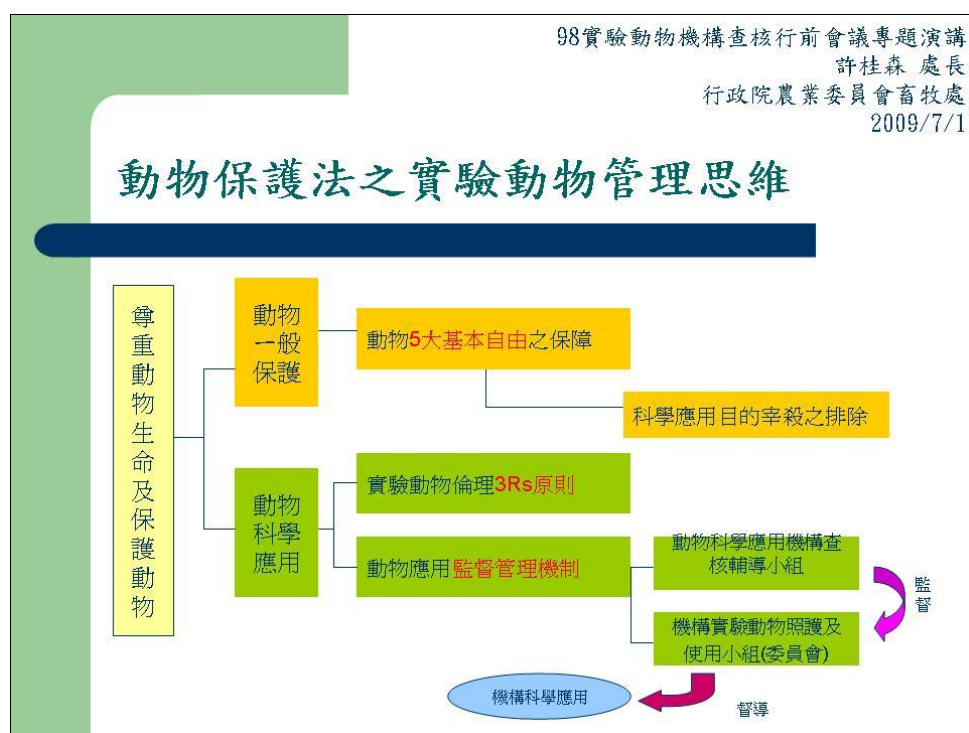 98實驗動物機構查核行前會議專題演講
許桂森 處長
行政院農業委員會畜牧處
2009/7/1
動物保護法之實驗動物管理思維
尊重動物生命及保護動物
動物
一般
保護
動物5大基本自由之保障
科學應用目的宰殺之排除
動物
科學
應用
實驗動物倫理3Rs原則
動物應用監督管理機制
動物科學應用機構查
核輔導小組
監督
機構實驗動物照護及
使用小組(委員會)
機構科學應用
督導